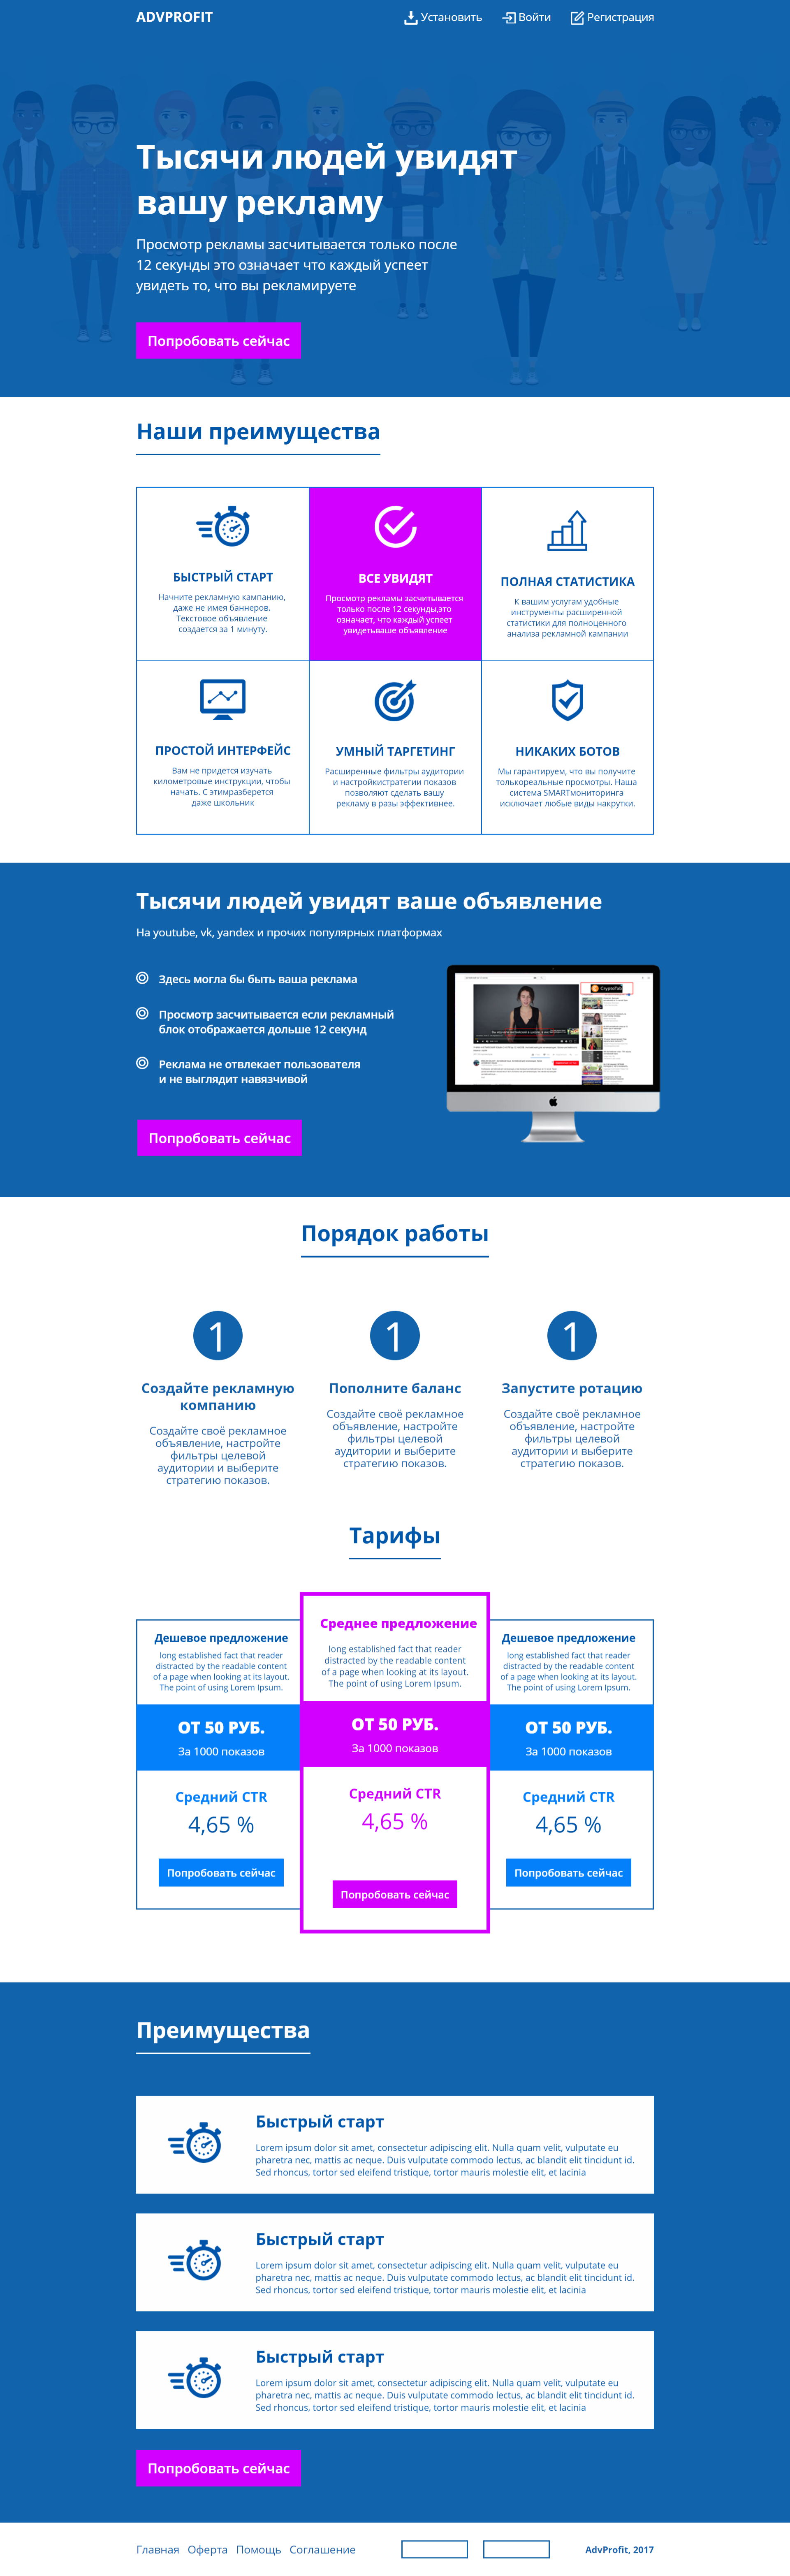 ADVPROFIT
Установить
Войти
Регистрация
Тысячи людей увидят
вашу рекламу
Просмотр рекламы засчитывается только после
12 секунды это означает что каждый успеет
увидеть то, что вы рекламируете
Попробовать сейчас
Наши преимущества
БЫСТРЫЙ СТАРТ
Начните рекламную кампанию,
даже не имея баннеров.
Текстовое объявление
создается за 1 минуту.
ВСЕ УВИДЯТ
Просмотр рекламы засчитывается
только после 12 секунды,это
означает, что каждый успеет
увидетьваше объявление
ПОЛНАЯ СТАТИСТИКА
К вашим услугам удобные
инструменты расширенной
статистики для полноценного
анализа рекламной кампании
ПРОСТОЙ ИНТЕРФЕЙС
Вам не придется изучать
километровые инструкции, чтобы
начать. С этимразберется
даже школьник
УМНЫЙ ТАРГЕТИНГ
Расширенные фильтры аудитории
и настройкистратегии показов
позволяют сделать вашу
рекламу в разы эффективнее.
НИКАКИХ БОТОВ
Мы гарантируем, что вы получите
толькореальные просмотры. Наша
система SMARTмониторинга
исключает любые виды накрутки.
Тысячи людей увидят ваше объявление
На youtube, vk, yandex и прочих популярных платформах
Здесь могла бы быть ваша реклама
Просмотр засчитывается если рекламный
блок отображается дольше 12 секунд
Реклама не отвлекает пользователя
и не выглядит навязчивой
CryptoTab
Попробовать сейчас
Порядок работы
1
Создайте рекламную
компанию
Создайте своё рекламное
объявление, настройте
фильтры целевой
аудитории и выберите
стратегию показов.
1
Пополните баланс
Создайте своё рекламное
объявление, настройте
фильтры целевой
аудитории и выберите
стратегию показов.
1
Запустите ротацию
Создайте своё рекламное
объявление, настройте
фильтры целевой
аудитории и выберите
стратегию показов.
Тарифы
Дешевое предложение
long established fact that reader
distracted by the readable content
of a page when looking at its layout.
The point of using Lorem Ipsum.
ОТ 50 РУБ.
За 1000 показов
Средний CTR
4,65 %
Попробовать сейчас
Среднее предложение
long established fact that reader
distracted by the readable content
of a page when looking at its layout.
The point of using Lorem Ipsum.
ОТ 50 РУБ.
За 1000 показов
Средний CTR
4,65 %
Попробовать сейчас
Дешевое предложение
long established fact that reader
distracted by the readable content
of a page when looking at its layout.
The point of using Lorem Ipsum.
ОТ 50 РУБ.
За 1000 показов
Средний CTR
4,65 %
Попробовать сейчас
Преимущества
Быстрый старт
Lorem ipsum dolor sit amet, consectetur adipiscing elit. Nulla quam velit, vulputate eu
pharetra nec, mattis ac neque. Duis vulputate commodo lectus, ac blandit elit tincidunt id.
Sed rhoncus, tortor sed eleifend tristique, tortor mauris molestie elit, et lacinia
Быстрый старт
Lorem ipsum dolor sit amet, consectetur adipiscing elit. Nulla quam velit, vulputate eu
pharetra nec, mattis ac neque. Duis vulputate commodo lectus, ac blandit elit tincidunt id.
Sed rhoncus, tortor sed eleifend tristique, tortor mauris molestie elit, et lacinia
Быстрый старт
Lorem ipsum dolor sit amet, consectetur adipiscing elit. Nulla quam velit, vulputate eu
pharetra nec, mattis ac neque. Duis vulputate commodo lectus, ac blandit elit tincidunt id.
Sed rhoncus, tortor sed eleifend tristique, tortor mauris molestie elit, et lacinia
Попробовать сейчас
Главная Оферта Помощь Соглашение
AdvProfit, 2017